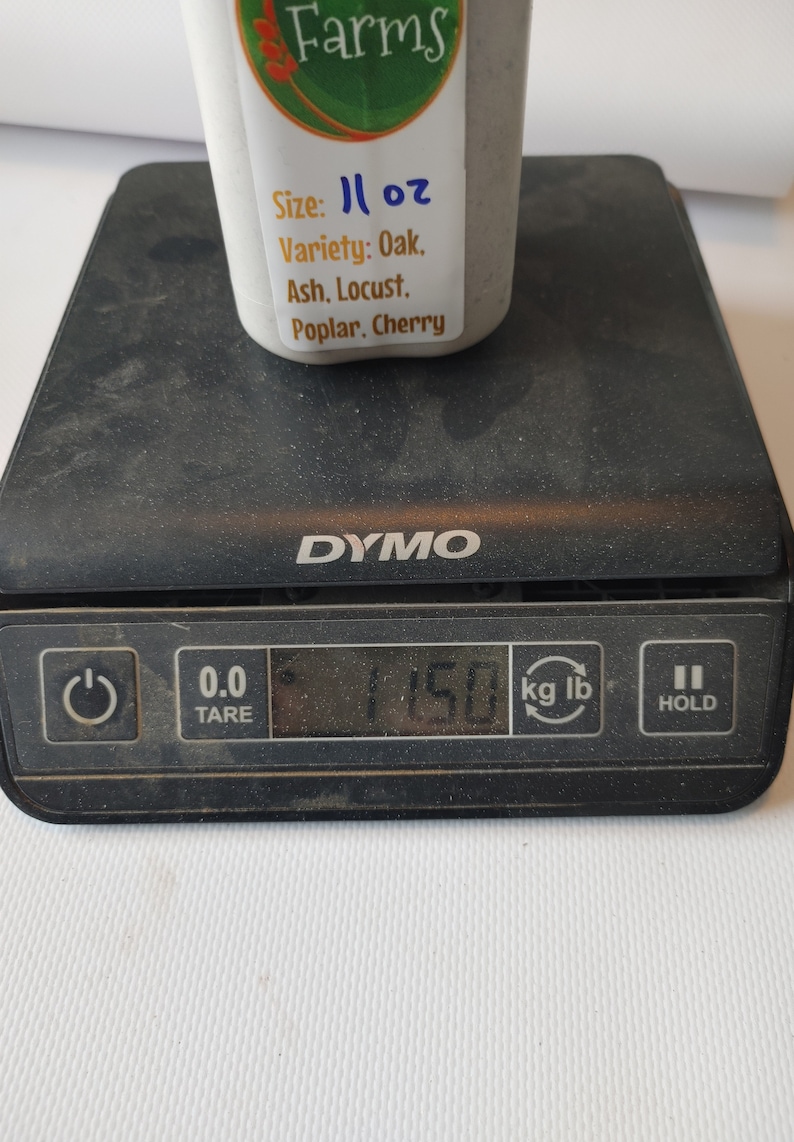 Farms
Size: 11 oz
Variety: Oak,
Ash, Locust,
Poplar, Cherry
DYMO
0.0
TARE
11.50
kg lb
HOLD